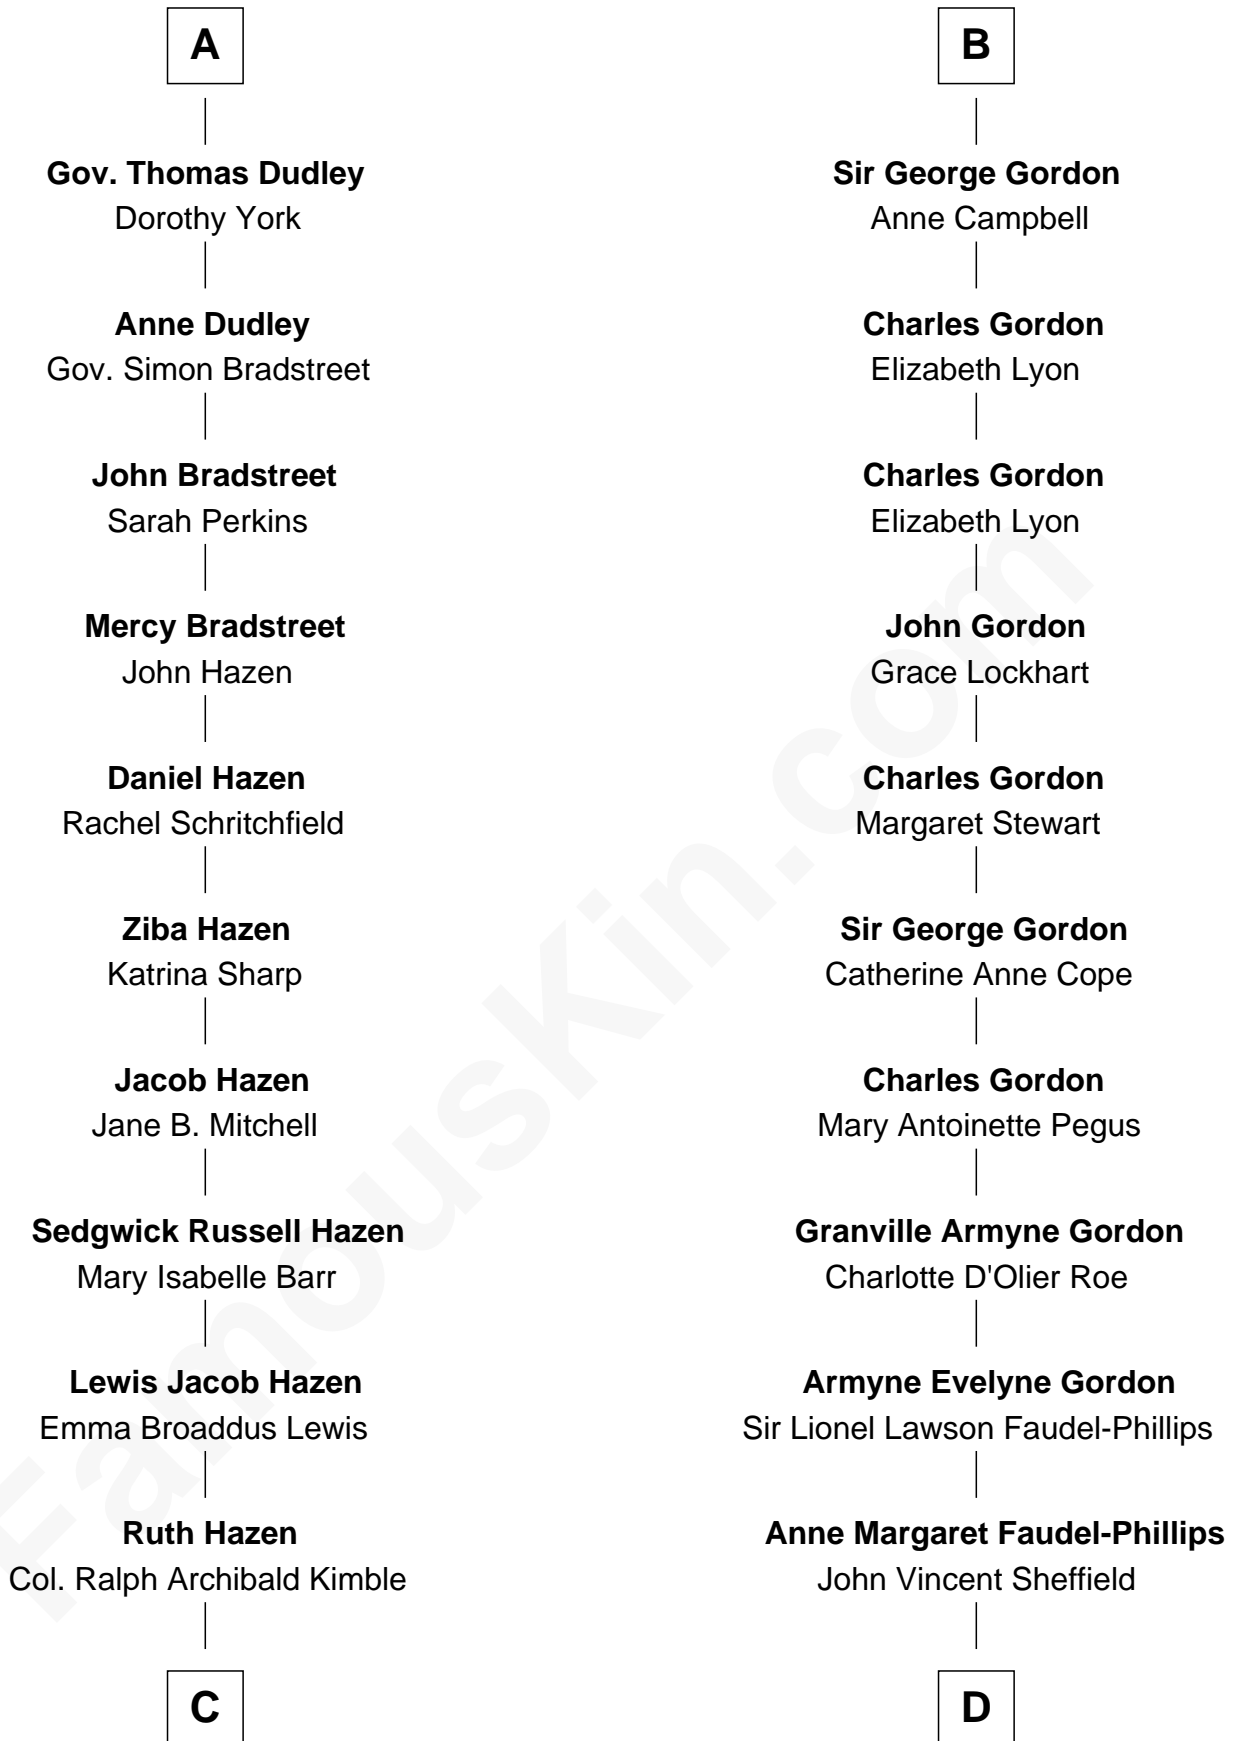 A
Gov. Thomas Dudley
Dorothy York
Anne Dudley
Gov. Simon Bradstreet
John Bradstreet
Sarah Perkins
Mercy Bradstreet
John Hazen
Daniel Hazen
Rachel Schritchfield
Ziba Hazen
Katrina Sharp
Jacob Hazen
Jane B. Mitchell
Sedgwick Russell Hazen
Mary Isabelle Barr
Lewis Jacob Hazen
Emma Broaddus Lewis
Ruth Hazen
Col. Ralph Archibald Kimble
C
B
Sir George Gordon
Anne Campbell
Charles Gordon
Elizabeth Lyon
Charles Gordon
Elizabeth Lyon
John Gordon
Grace Lockhart
Charles Gordon
Margaret Stewart
Sir George Gordon
Catherine Anne Cope
Charles Gordon
Mary Antoinette Pegus
Granville Armyne Gordon
Charlotte D'Olier Roe
Armyne Evelyne Gordon
Sir Lionel Lawson Faudel-Phillips
Anne Margaret Faudel-Phillips
John Vincent Sheffield
D
FamousKin.com